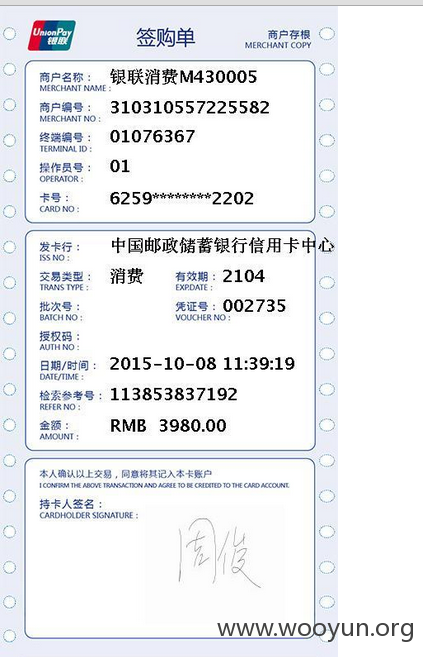 UnionPay
银联
签购单
商户存根
MERCHANT COPY
商户名称： 银联消费M430005
MERCHANT NAME：
商户编号： 310310557225582
MERCHANT NO：
终端编号： 01076367
TERMINAL ID：
操作员号： 01
OPERATOR：
卡号： 6259********2202
CARD NO：
发卡行： 中国邮政储蓄银行信用卡中心
ISS NO：
交易类型： 消费 有效期： 2104
TRANS TYPE： EXP.DATE：
批次号： 凭证号： 002735
BATCH NO： VOUCHER NO：
授权码：
AUTH NO：
日期/时间： 2015-10-08 11:39:19
DATE/TIME：
检索参考号： 113853837192
REFER NO：
金额： RMB 3980.00
AMOUNT：
本人确认以上交易，同意将其记入本卡账户
I CONFIRM THE ABOVE TRANSACTION AND AGREE TO BE CREDITED TO THE CARD ACCOUNT.
持卡人签名：
CARDHOLDER SIGNATURE：
周俊
www.wooyun.org